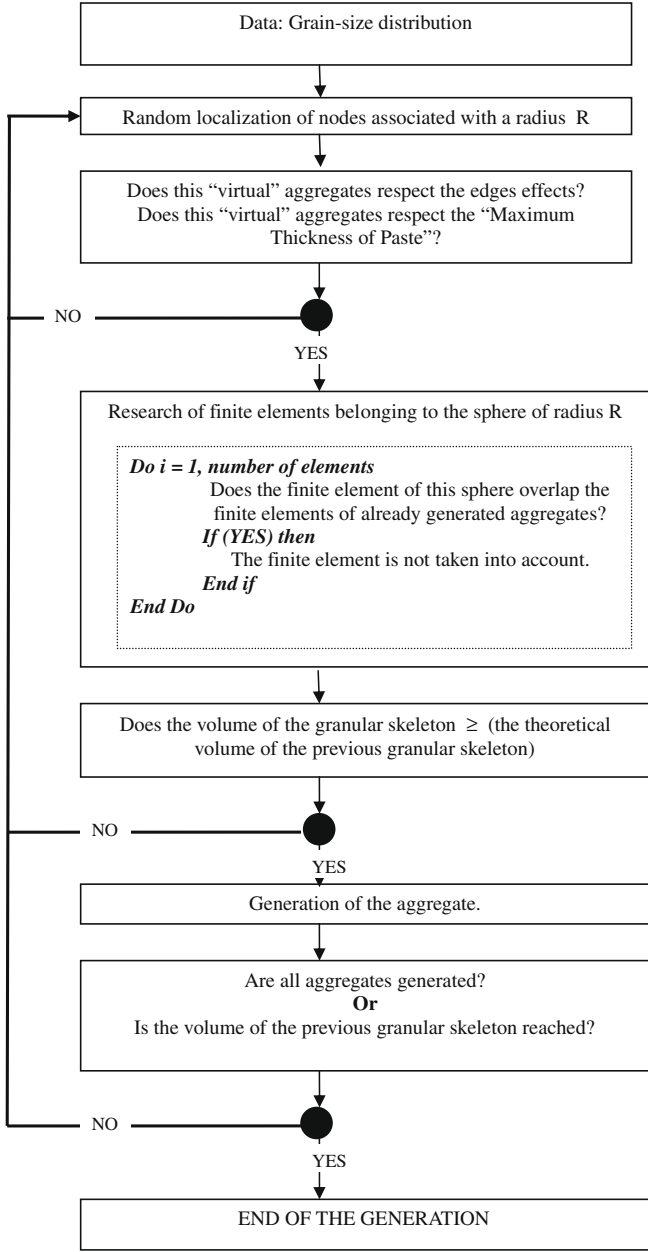 Data: Grain-size distribution
Random localization of nodes associated with a radius R
Does this “virtual” aggregates respect the edges effects?
Does this “virtual” aggregates respect the “Maximum
Thickness of Paste”?
NO
YES
Research of finite elements belonging to the sphere of radius R
Do i = 1, number of elements
Does the finite element of this sphere overlap the
finite elements of already generated aggregates?
If (YES) then
The finite element is not taken into account.
End if
End Do
Does the volume of the granular skeleton ≥ (the theoretical
volume of the previous granular skeleton)
NO
YES
Generation of the aggregate.
Are all aggregates generated?
Or
Is the volume of the previous granular skeleton reached?
NO
YES
END OF THE GENERATION